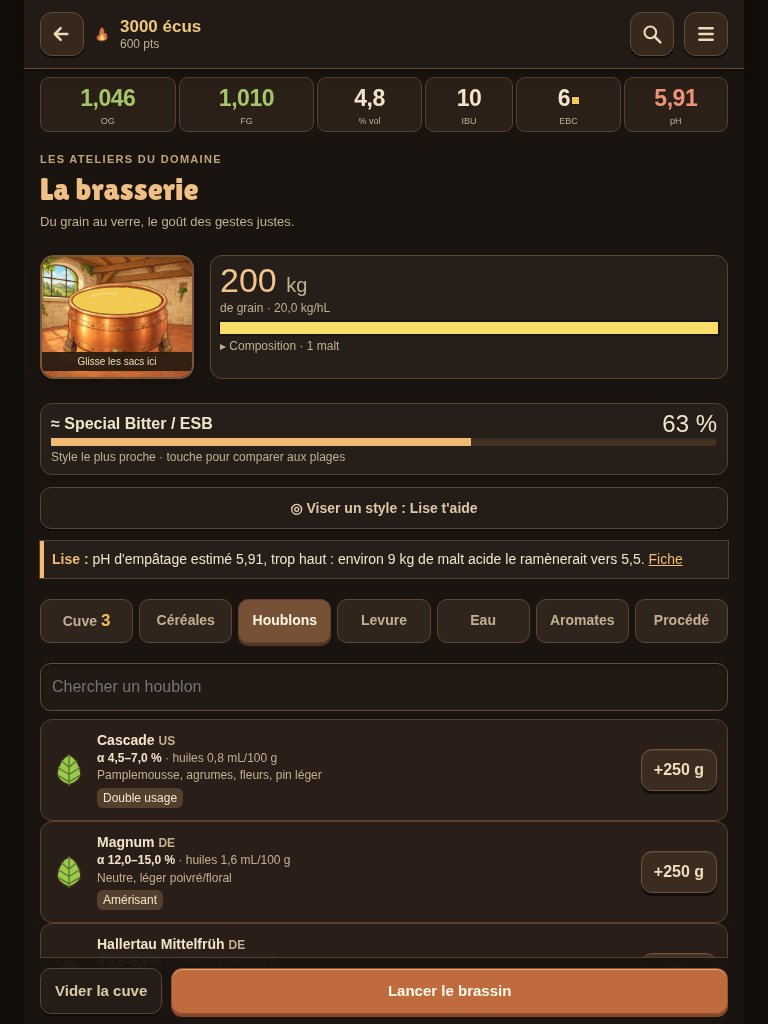 3000 écus
600 pts
1,046
OG
1,010
FG
4,8
% vol
10
IBU
6
EBC
5,91
pH
LES ATELIERS DU DOMAINE
La brasserie
Du grain au verre, le goût des gestes justes.
Glisse les sacs ici
200 kg
de grain · 20,0 kg/hL
▸ Composition · 1 malt
≈ Special Bitter / ESB
63 %
Style le plus proche · touche pour comparer aux plages
◎ Viser un style : Lise t'aide
Lise : pH d'empâtage estimé 5,91, trop haut : environ 9 kg de malt acide le ramènerait vers 5,5. Fiche
Cuve 3
Céréales
Houblons
Levure
Eau
Aromates
Procédé
Chercher un houblon
Cascade US
α 4,5–7,0 % · huiles 0,8 mL/100 g
Pamplemousse, agrumes, fleurs, pin léger
Double usage
+250 g
Magnum DE
α 12,0–15,0 % · huiles 1,6 mL/100 g
Neutre, léger poivré/floral
Amérisant
+250 g
Hallertau Mittelfrüh DE
Vider la cuve
Lancer le brassin